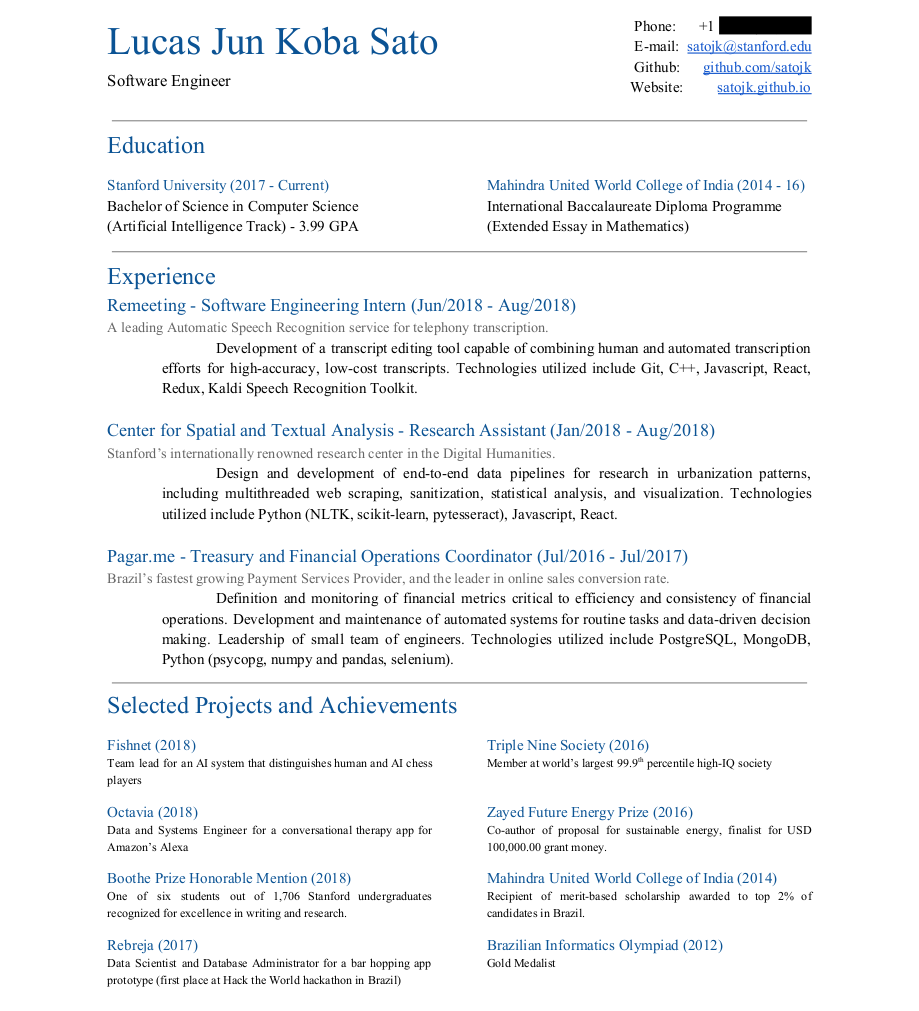 Lucas Jun Koba Sato
Software Engineer
Phone: +1
E-mail: satojk@stanford.edu
Github: github.com/satojk
Website: satojk.github.io
Education
Stanford University (2017 - Current)
Bachelor of Science in Computer Science
(Artificial Intelligence Track) - 3.99 GPA
Mahindra United World College of India (2014 - 16)
International Baccalaureate Diploma Programme
(Extended Essay in Mathematics)
Experience
Remeeting - Software Engineering Intern (Jun/2018 - Aug/2018)
A leading Automatic Speech Recognition service for telephony transcription.
Development of a transcript editing tool capable of combining human and automated transcription
efforts for high-accuracy, low-cost transcripts. Technologies utilized include Git, C++, Javascript, React,
Redux, Kaldi Speech Recognition Toolkit.
Center for Spatial and Textual Analysis - Research Assistant (Jan/2018 - Aug/2018)
Stanford's internationally renowned research center in the Digital Humanities.
Design and development of end-to-end data pipelines for research in urbanization patterns,
including multithreaded web scraping, sanitization, statistical analysis, and visualization. Technologies
utilized include Python (NLTK, scikit-learn, pytesseract), Javascript, React.
Pagar.me - Treasury and Financial Operations Coordinator (Jul/2016 - Jul/2017)
Brazil's fastest growing Payment Services Provider, and the leader in online sales conversion rate.
Definition and monitoring of financial metrics critical to efficiency and consistency of financial
operations. Development and maintenance of automated systems for routine tasks and data-driven decision
making. Leadership of small team of engineers. Technologies utilized include PostgreSQL, MongoDB,
Python (psycopg, numpy and pandas, selenium).
Selected Projects and Achievements
Fishnet (2018)
Team lead for an AI system that distinguishes human and AI chess
players
Octavia (2018)
Data and Systems Engineer for a conversational therapy app for
Amazon's Alexa
Boothe Prize Honorable Mention (2018)
One of six students out of 1,706 Stanford undergraduates
recognized for excellence in writing and research.
Rebreja (2017)
Data Scientist and Database Administrator for a bar hopping app
prototype (first place at Hack the World hackathon in Brazil)
Triple Nine Society (2016)
Member at world's largest 99.9th percentile high-IQ society
Zayed Future Energy Prize (2016)
Co-author of proposal for sustainable energy, finalist for USD
100,000.00 grant money.
Mahindra United World College of India (2014)
Recipient of merit-based scholarship awarded to top 2% of
candidates in Brazil.
Brazilian Informatics Olympiad (2012)
Gold Medalist